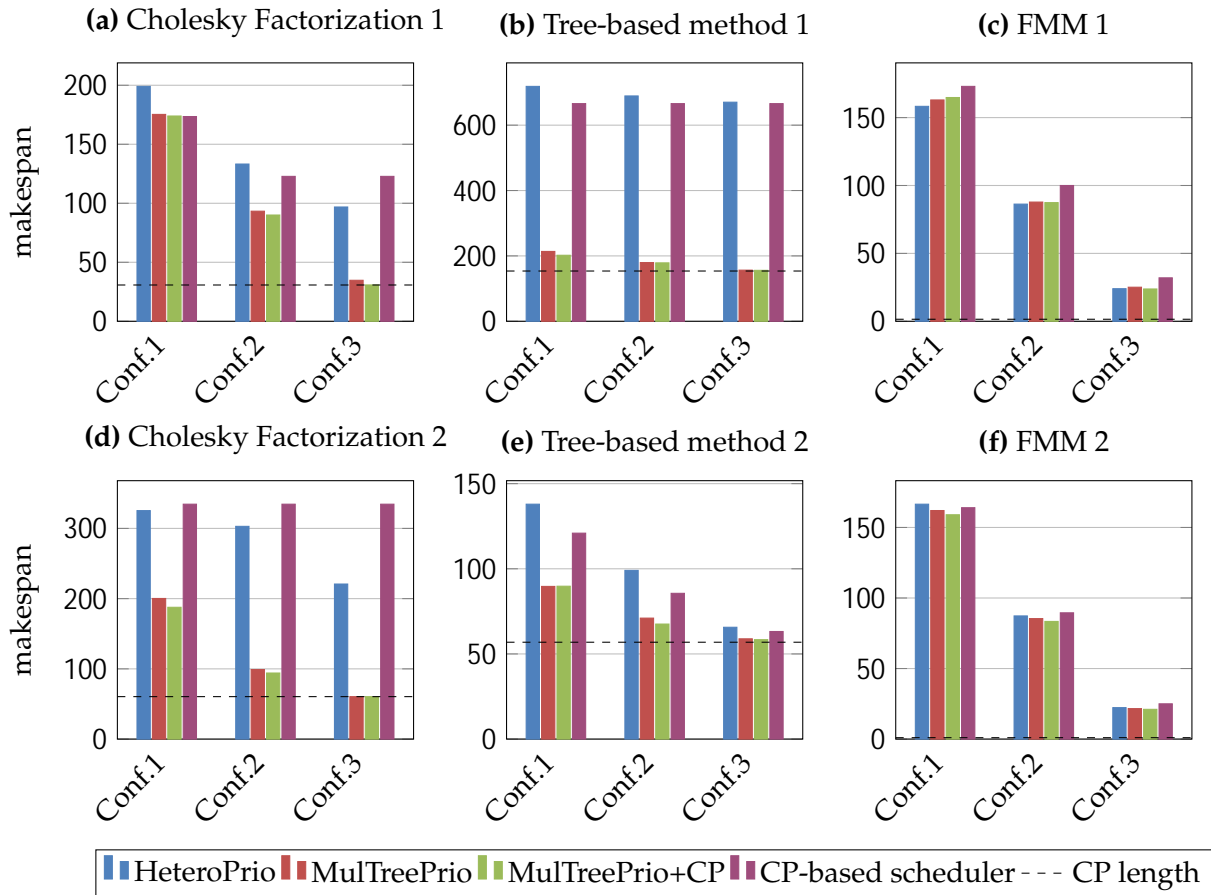 (a) Cholesky Factorization 1
(b) Tree-based method 1
(c) FMM 1
makespan
200
150
100
50
0
Conf.1
Conf.2
Conf.3
600
400
200
0
Conf.1
Conf.2
Conf.3
150
100
50
0
Conf.1
Conf.2
Conf.3
(d) Cholesky Factorization 2
(e) Tree-based method 2
(f) FMM 2
makespan
300
200
100
0
Conf.1
Conf.2
Conf.3
150
100
50
0
Conf.1
Conf.2
Conf.3
150
100
50
0
Conf.1
Conf.2
Conf.3
HeteroPrio MulTreePrio MulTreePrio+CP CP-based scheduler CP length